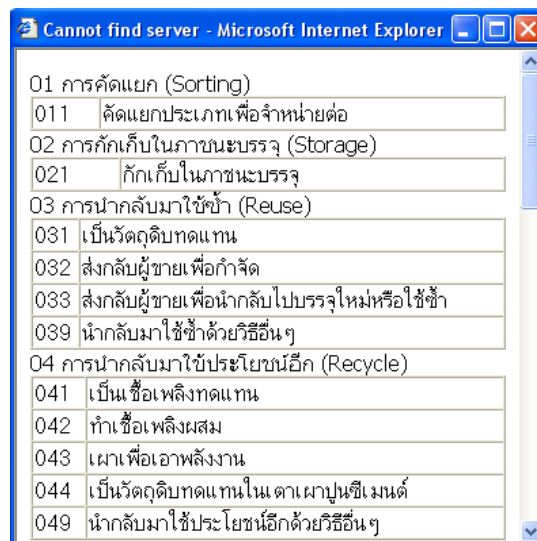 Cannot find server - Microsoft Internet Explorer
01 การคัดแยก (Sorting)
011 คัดแยกประเภทเพื่อจำหน่ายต่อ
02 การกักเก็บในภาชนะบรรจุ (Storage)
021 กักเก็บในภาชนะบรรจุ
03 การนำกลับมาใช้ซ้ำ (Reuse)
031 เป็นวัตถุดิบทดแทน
032 ส่งกลับผู้ขายเพื่อกำจัด
033 ส่งกลับผู้ขายเพื่อนำกลับไปบรรจุใหม่หรือใช้ซ้ำ
039 นำกลับมาใช้ซ้ำด้วยวิธีอื่นๆ
04 การนำกลับมาใช้ประโยชน์อีก (Recycle)
041 เป็นเชื้อเพลิงทดแทน
042 ทำเชื้อเพลิงผสม
043 เผาเพื่อเอาพลังงาน
044 เป็นวัตถุดิบทดแทนในเตาเผาปูนซีเมนต์
049 นำกลับมาใช้ประโยชน์อีกด้วยวิธีอื่นๆ